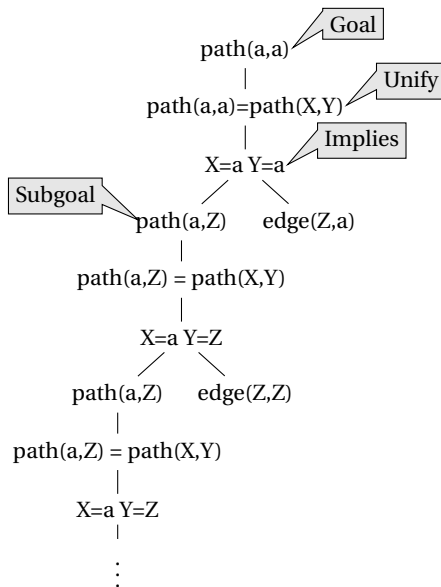 Goal
path(a,a)
path(a,a)=path(X,Y)
Unify
X=a Y=a
Implies
Subgoal
path(a,Z)
edge(Z,a)
path(a,Z) = path(X,Y)
X=a Y=Z
path(a,Z)
edge(Z,Z)
path(a,Z) = path(X,Y)
X=a Y=Z
⋮